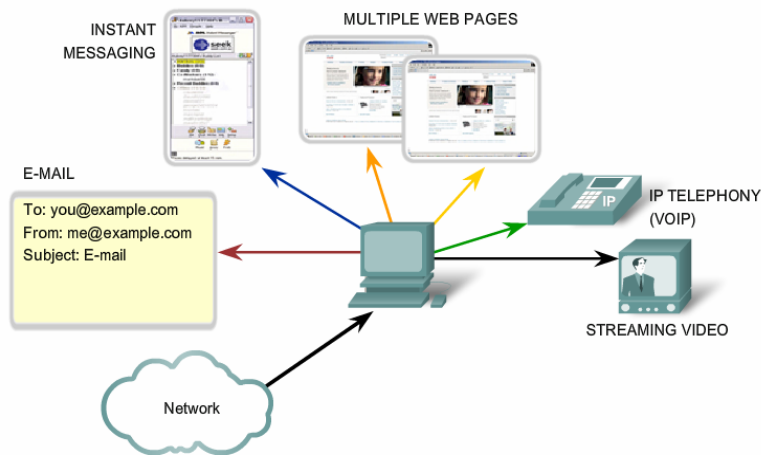 INSTANT
MESSAGING
MULTIPLE WEB PAGES
seek
E-MAIL
To: you@example.com
From: me@example.com
Subject: E-mail
IP
IP TELEPHONY
(VOIP)
STREAMING VIDEO
Network